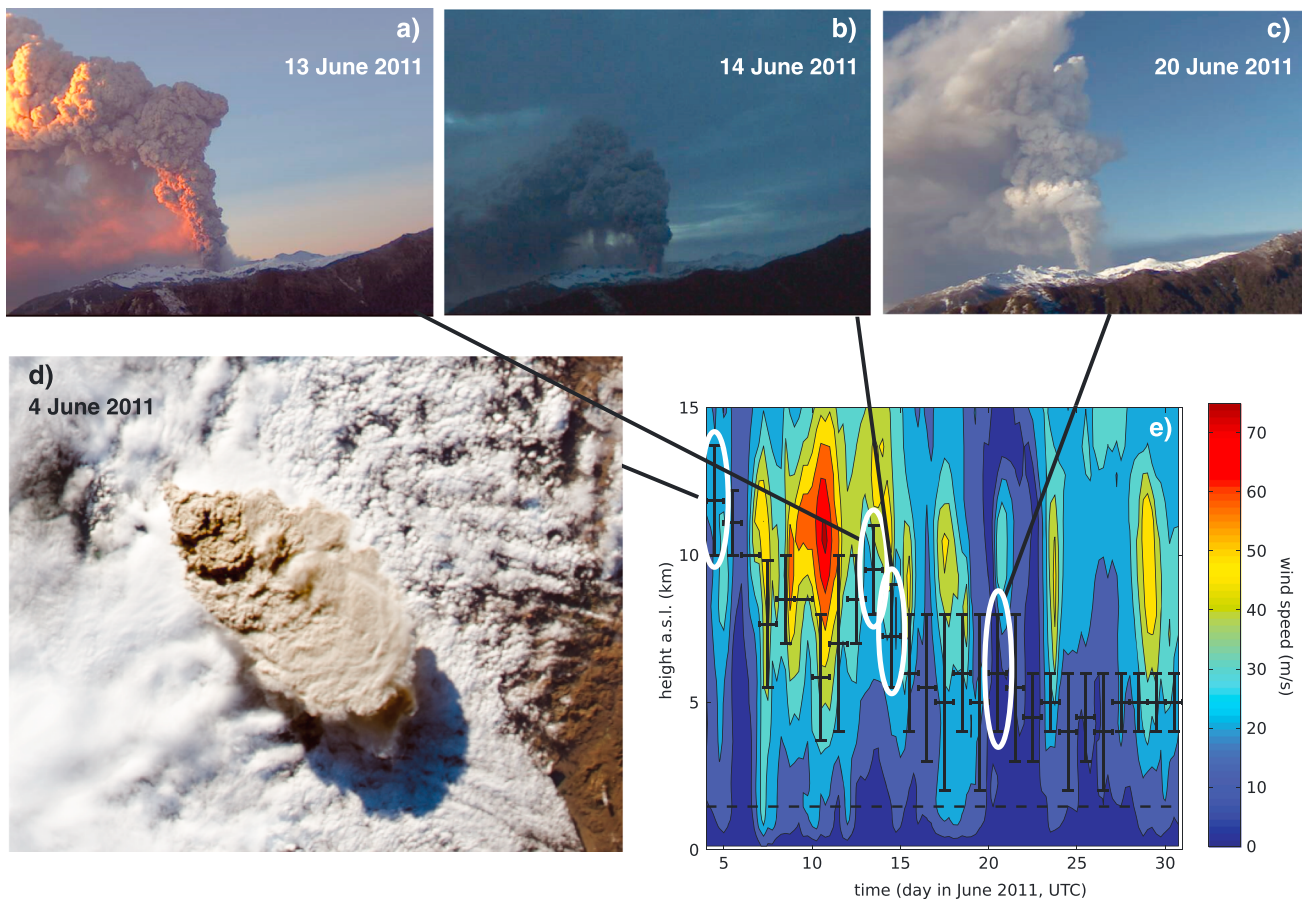 a)
13 June 2011
b)
14 June 2011
c)
20 June 2011
d)
4 June 2011
e)
15
10
5
0
height a.s.l. (km)
5
10
15
20
25
30
time (day in June 2011, UTC)
70
60
50
40
30
20
10
0
wind speed (m/s)